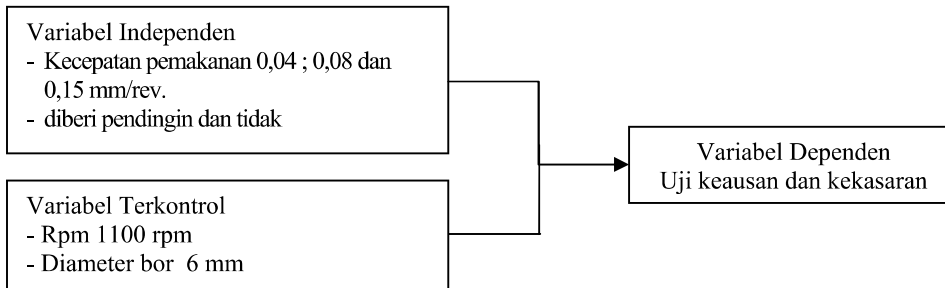 Variabel Independen
- Kecepatan pemakanan 0,04 ; 0,08 dan
0,15 mm/rev.
- diberi pendingin dan tidak
Variabel Terkontrol
- Rpm 1100 rpm
- Diameter bor 6 mm
Variabel Dependen
Uji keausan dan kekasaran